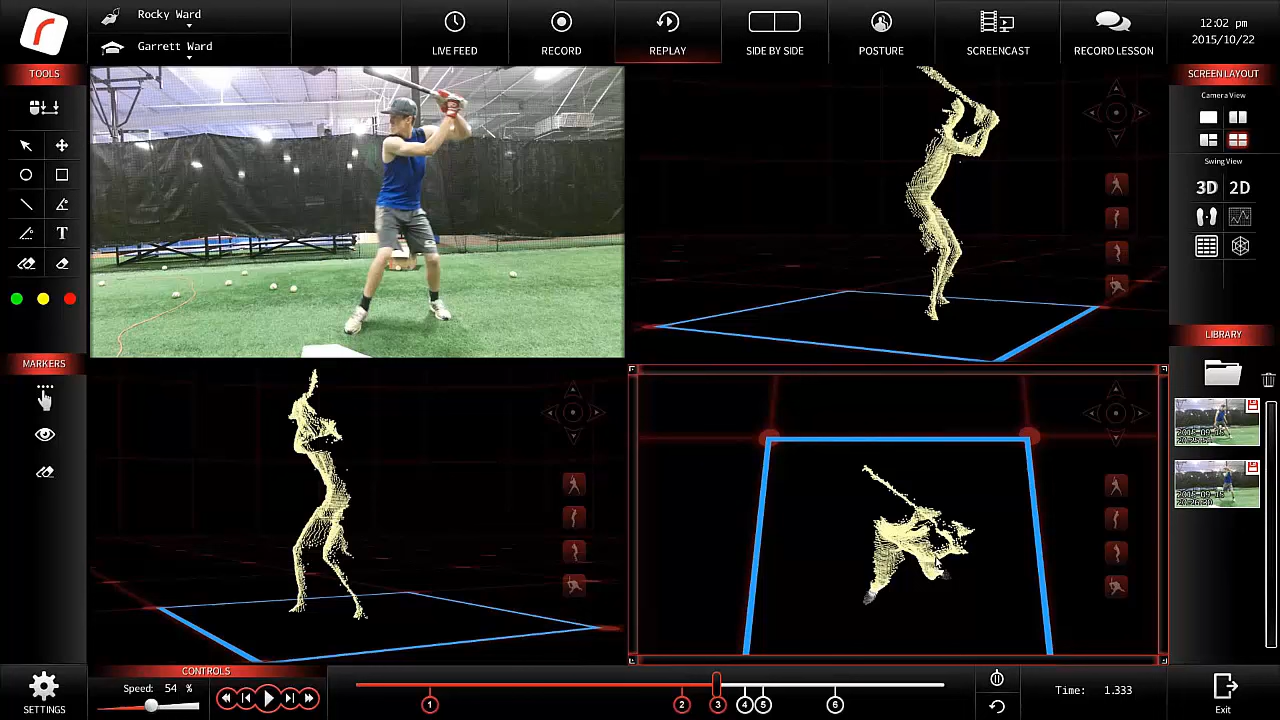 Rocky Ward
Garrett Ward
LIVE FEED
RECORD
REPLAY
SIDE BY SIDE
POSTURE
SCREENCAST
RECORD LESSON
12:02 pm
2015/10/22
TOOLS
T
MARKERS
SCREEN LAYOUT
Camera View
Swing View
3D 2D
LIBRARY
SETTINGS
CONTROLS
Speed: 54 %
1
2
3
4
5
6
Time: 1.333
Exit